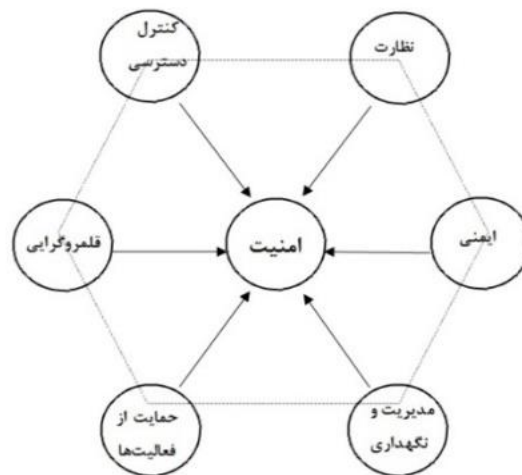 نظارت
کنترل
دسترسی
ایمنی
امنیت
قلمروگرایی
مدیریت و
نگهداری
حمایت از
فعالیت‌ها